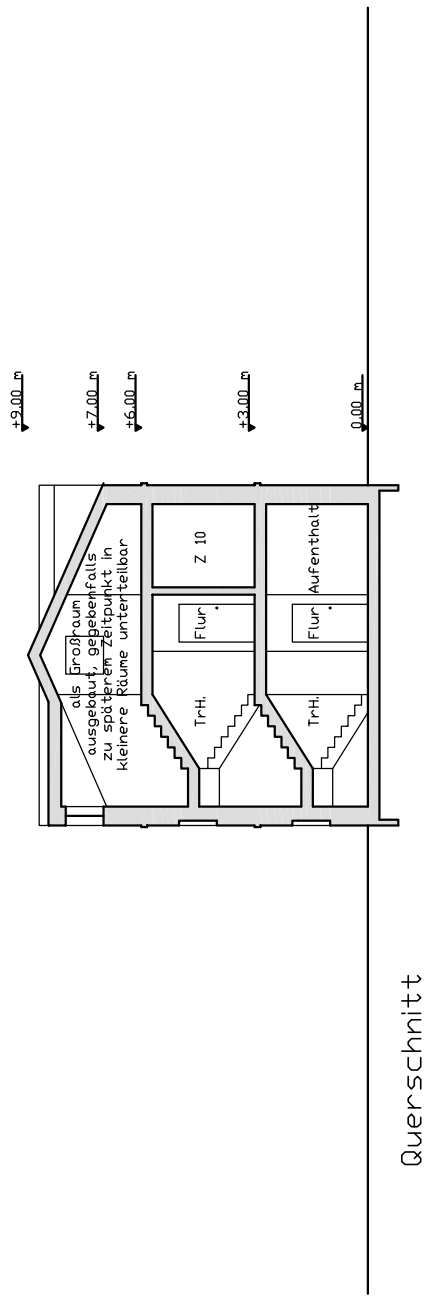 +9.00 m
+7.00 m
+6.00 m
+3.00 m
0.00 m
als Großraum
ausgebaut, gegebenfalls
zu späterem Zeitpunkt in
kleinere Räume unterteilbar
TrH.
Flur
Z 10
TrH.
Flur
Aufenthalt
Querschnitt